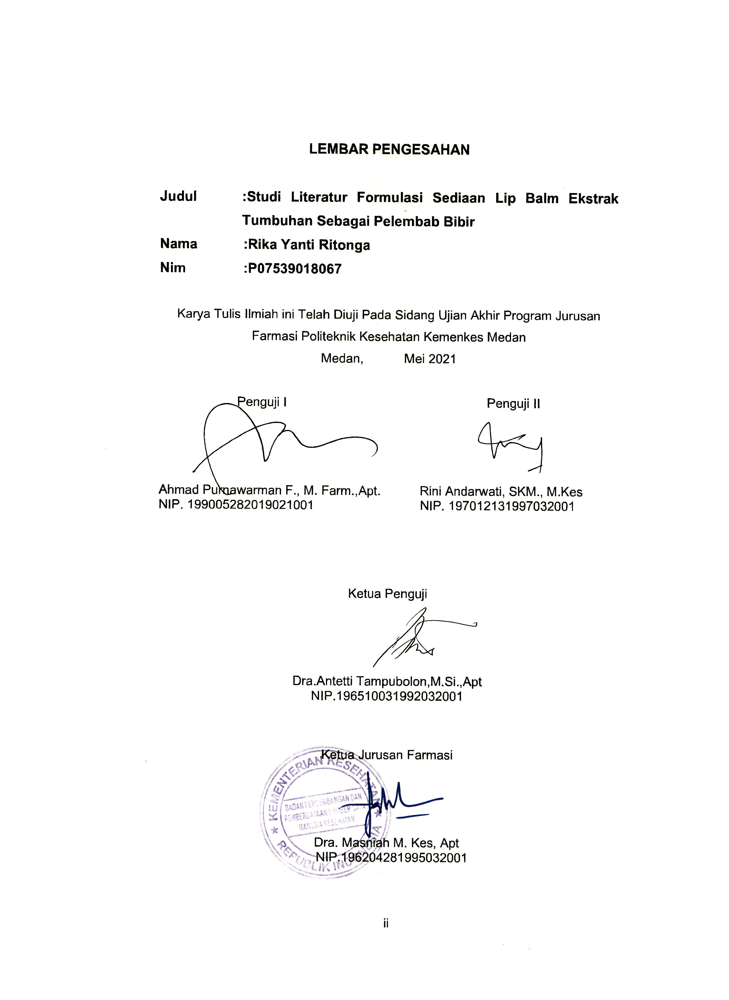 LEMBAR PENGESAHAN
Judul :Studi Literatur Formulasi Sediaan Lip Balm Ekstrak
Tumbuhan Sebagai Pelembab Bibir
Nama :Rika Yanti Ritonga
Nim :P07539018067
Karya Tulis Ilmiah ini Telah Diuji Pada Sidang Ujian Akhir Program Jurusan
Farmasi Politeknik Kesehatan Kemenkes Medan
Medan, Mei 2021
Penguji I Penguji II
Ahmad Purnawarman F., M. Farm.,Apt. Rini Andarwati, SKM., M.Kes
NIP. 199005282019021001 NIP. 197012131997032001
Ketua Penguji
Dra.Antetti Tampubolon,M.Si.,Apt
NIP.196510031992032001
Ketua Jurusan Farmasi
KEMENTERIAN KESEHATAN
BADAN PENGEMBANGAN DAN
PEMBERDAYAAN SUMBER DAYA
MANUSIA KESEHATAN
REPUBLIK INDONESIA
Dra. Masniah M. Kes, Apt
NIP.196204281995032001
ii